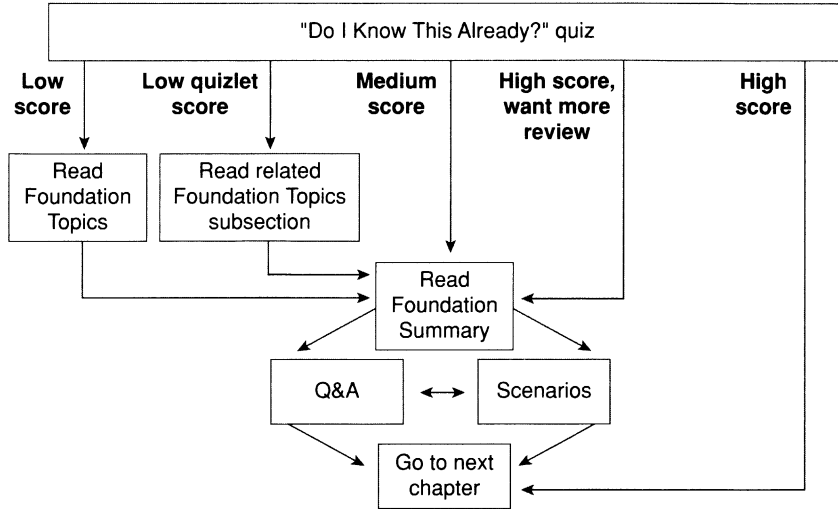 "Do I Know This Already?" quiz
Low
score
Low quizlet
score
Medium
score
High score,
want more
review
High
score
Read
Foundation
Topics
Read related
Foundation Topics
subsection
Read
Foundation
Summary
Q&A
Scenarios
Go to next
chapter